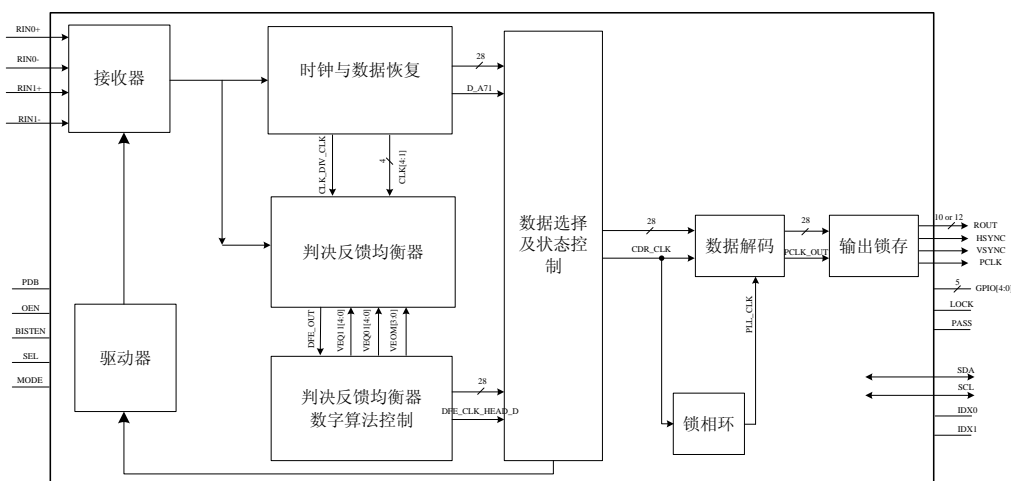 RIN0+
RIN0-
RIN1+
RIN1-
接收器
时钟与数据恢复
28
D_A71
CLK_DIV_CLK
4
CLK[4:1]
判决反馈均衡器
数据选择
及状态控
制
28
CDR_CLK
数据解码
28
PCLK_OUT
输出锁存
10 or 12
ROUT
HSYNC
VSYNC
PCLK
5
GPIO[4:0]
LOCK
PASS
SDA
SCL
IDX0
IDX1
PDB
OEN
BISTEN
SEL
MODE
驱动器
DFE_OUT
VEQ11[4:0]
VEQ01[4:0]
VEOM[3:0]
判决反馈均衡器
数字算法控制
28
DFE_CLK_HEAD_D
PLL_CLK
锁相环